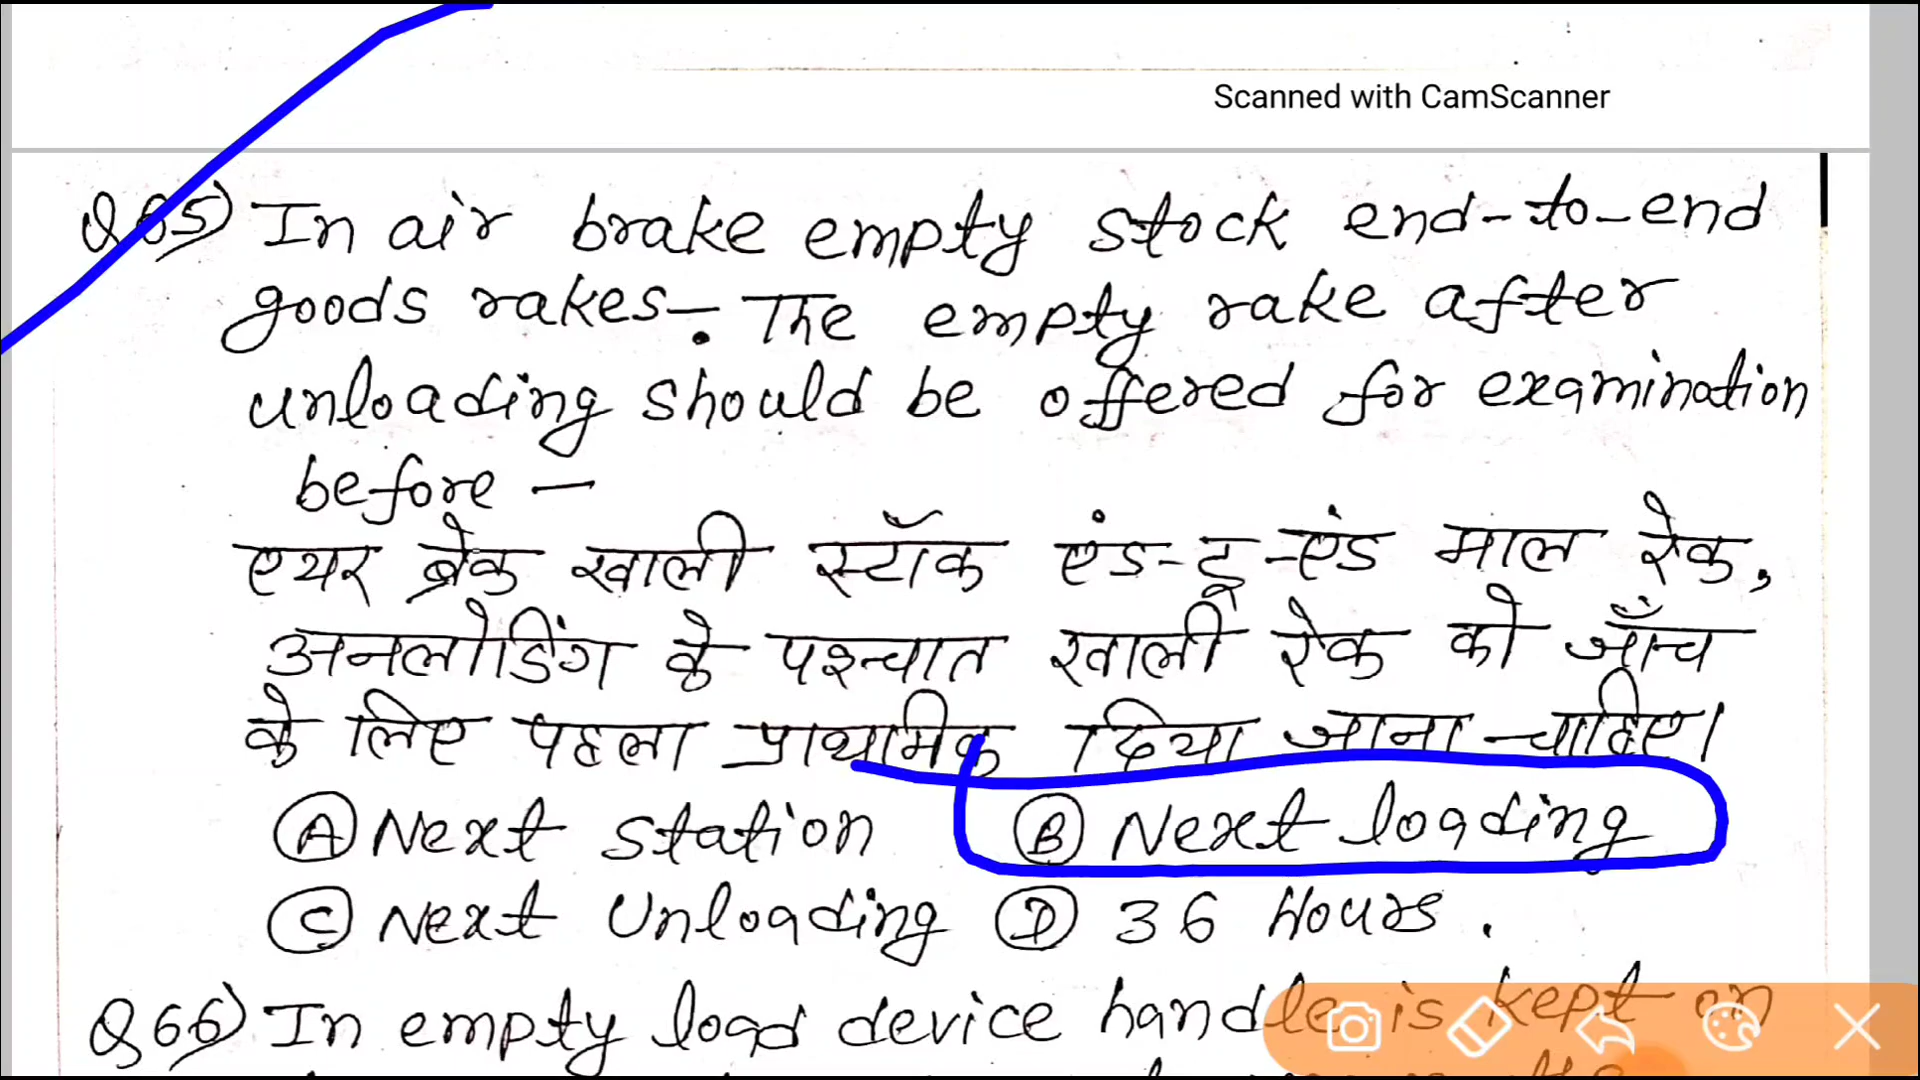 Scanned with CamScanner
Q65) In air brake empty stock end-to-end
goods rakes-. The empty rake after
unloading should be offered for examination
before -
एयर ब्रेक खाली स्टॉक एंड-टू-एंड माल रेक,
अनलोडिंग के पश्चात खाली रेक को जाँच
के लिए पहला प्राथमिक दिया जाना चाहिए।
(A) Next station (B) Next loading
(C) Next Unloading (D) 36 Hours.
Q66) In empty load device handle is kept on